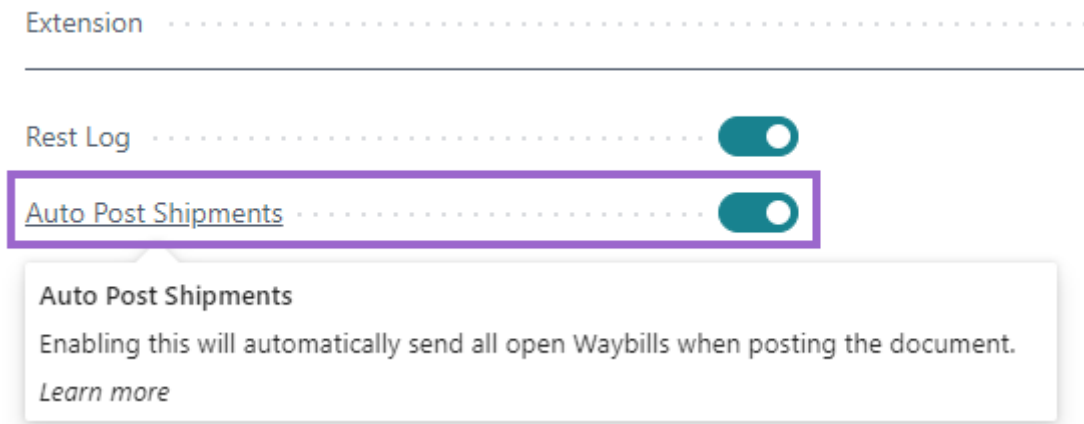 Extension
Rest Log
Auto Post Shipments
Auto Post Shipments
Enabling this will automatically send all open Waybills when posting the document.
Learn more